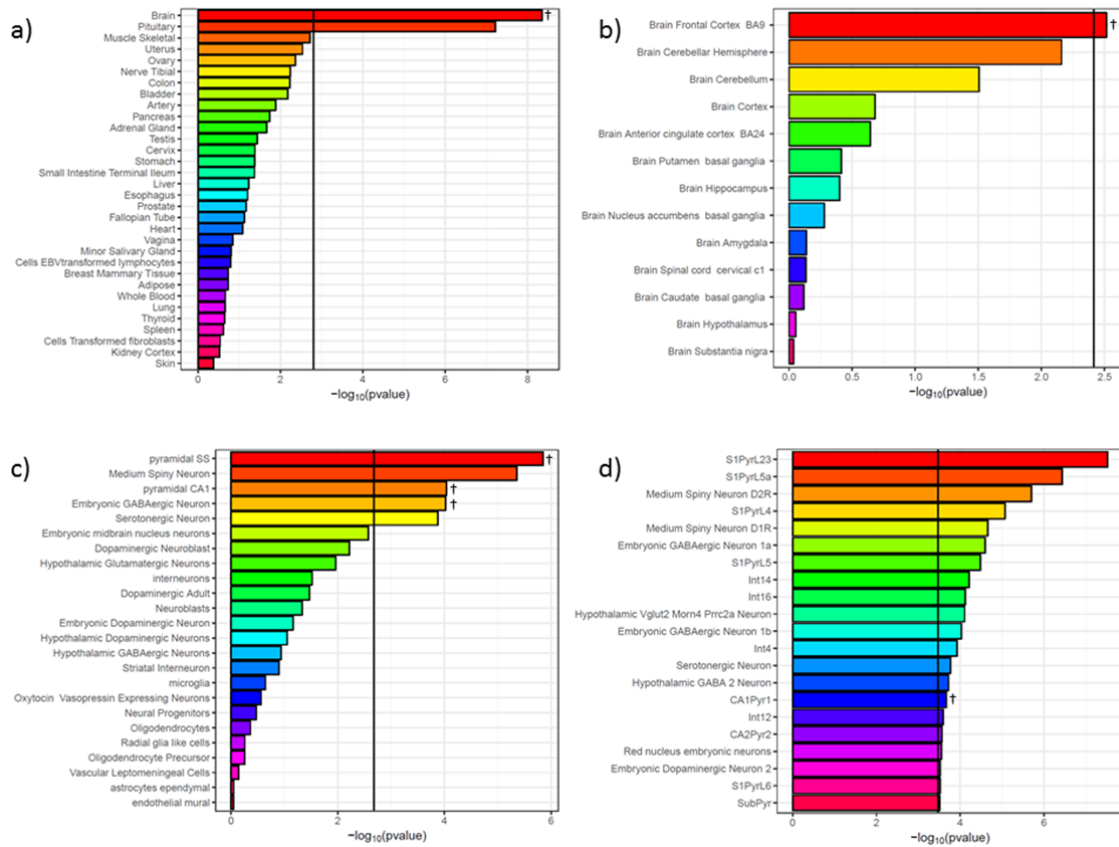 a)
Brain
†
Pituitary
Muscle Skeletal
Uterus
Ovary
Nerve Tibial
Colon
Bladder
Artery
Pancreas
Adrenal Gland
Testis
Cervix
Stomach
Small Intestine Terminal Ileum
Liver
Esophagus
Prostate
Fallopian Tube
Heart
Vagina
Minor Salivary Gland
Cells EBVtransformed lymphocytes
Breast Mammary Tissue
Adipose
Whole Blood
Lung
Thyroid
Spleen
Cells Transformed fibroblasts
Kidney Cortex
Skin
0 2 4 6 8
−log10(pvalue)
b)
Brain Frontal Cortex BA9
†
Brain Cerebellar Hemisphere
Brain Cerebellum
Brain Cortex
Brain Anterior cingulate cortex BA24
Brain Putamen basal ganglia
Brain Hippocampus
Brain Nucleus accumbens basal ganglia
Brain Amygdala
Brain Spinal cord cervical c1
Brain Caudate basal ganglia
Brain Hypothalamus
Brain Substantia nigra
0.0 0.5 1.0 1.5 2.0 2.5
−log10(pvalue)
c)
pyramidal SS
†
Medium Spiny Neuron
pyramidal CA1
†
Embryonic GABAergic Neuron
†
Serotonergic Neuron
Embryonic midbrain nucleus neurons
Dopaminergic Neuroblast
Hypothalamic Glutamatergic Neurons
interneurons
Dopaminergic Adult
Neuroblasts
Embryonic Dopaminergic Neuron
Hypothalamic Dopaminergic Neurons
Hypothalamic GABAergic Neurons
Striatal Interneuron
microglia
Oxytocin Vasopressin Expressing Neurons
Neural Progenitors
Oligodendrocytes
Radial glia like cells
Oligodendrocyte Precursor
Vascular Leptomeningeal Cells
astrocytes ependymal
endothelial mural
0 2 4 6
−log10(pvalue)
d)
S1PyrL23
S1PyrL5a
Medium Spiny Neuron D2R
S1PyrL4
Medium Spiny Neuron D1R
Embryonic GABAergic Neuron 1a
S1PyrL5
Int14
Int16
Hypothalamic Vglut2 Morn4 Prrc2a Neuron
Embryonic GABAergic Neuron 1b
Int4
Serotonergic Neuron
Hypothalamic GABA 2 Neuron
CA1Pyr1
†
Int12
CA2Pyr2
Red nucleus embryonic neurons
Embryonic Dopaminergic Neuron 2
S1PyrL6
SubPyr
0 2 4 6
−log10(pvalue)